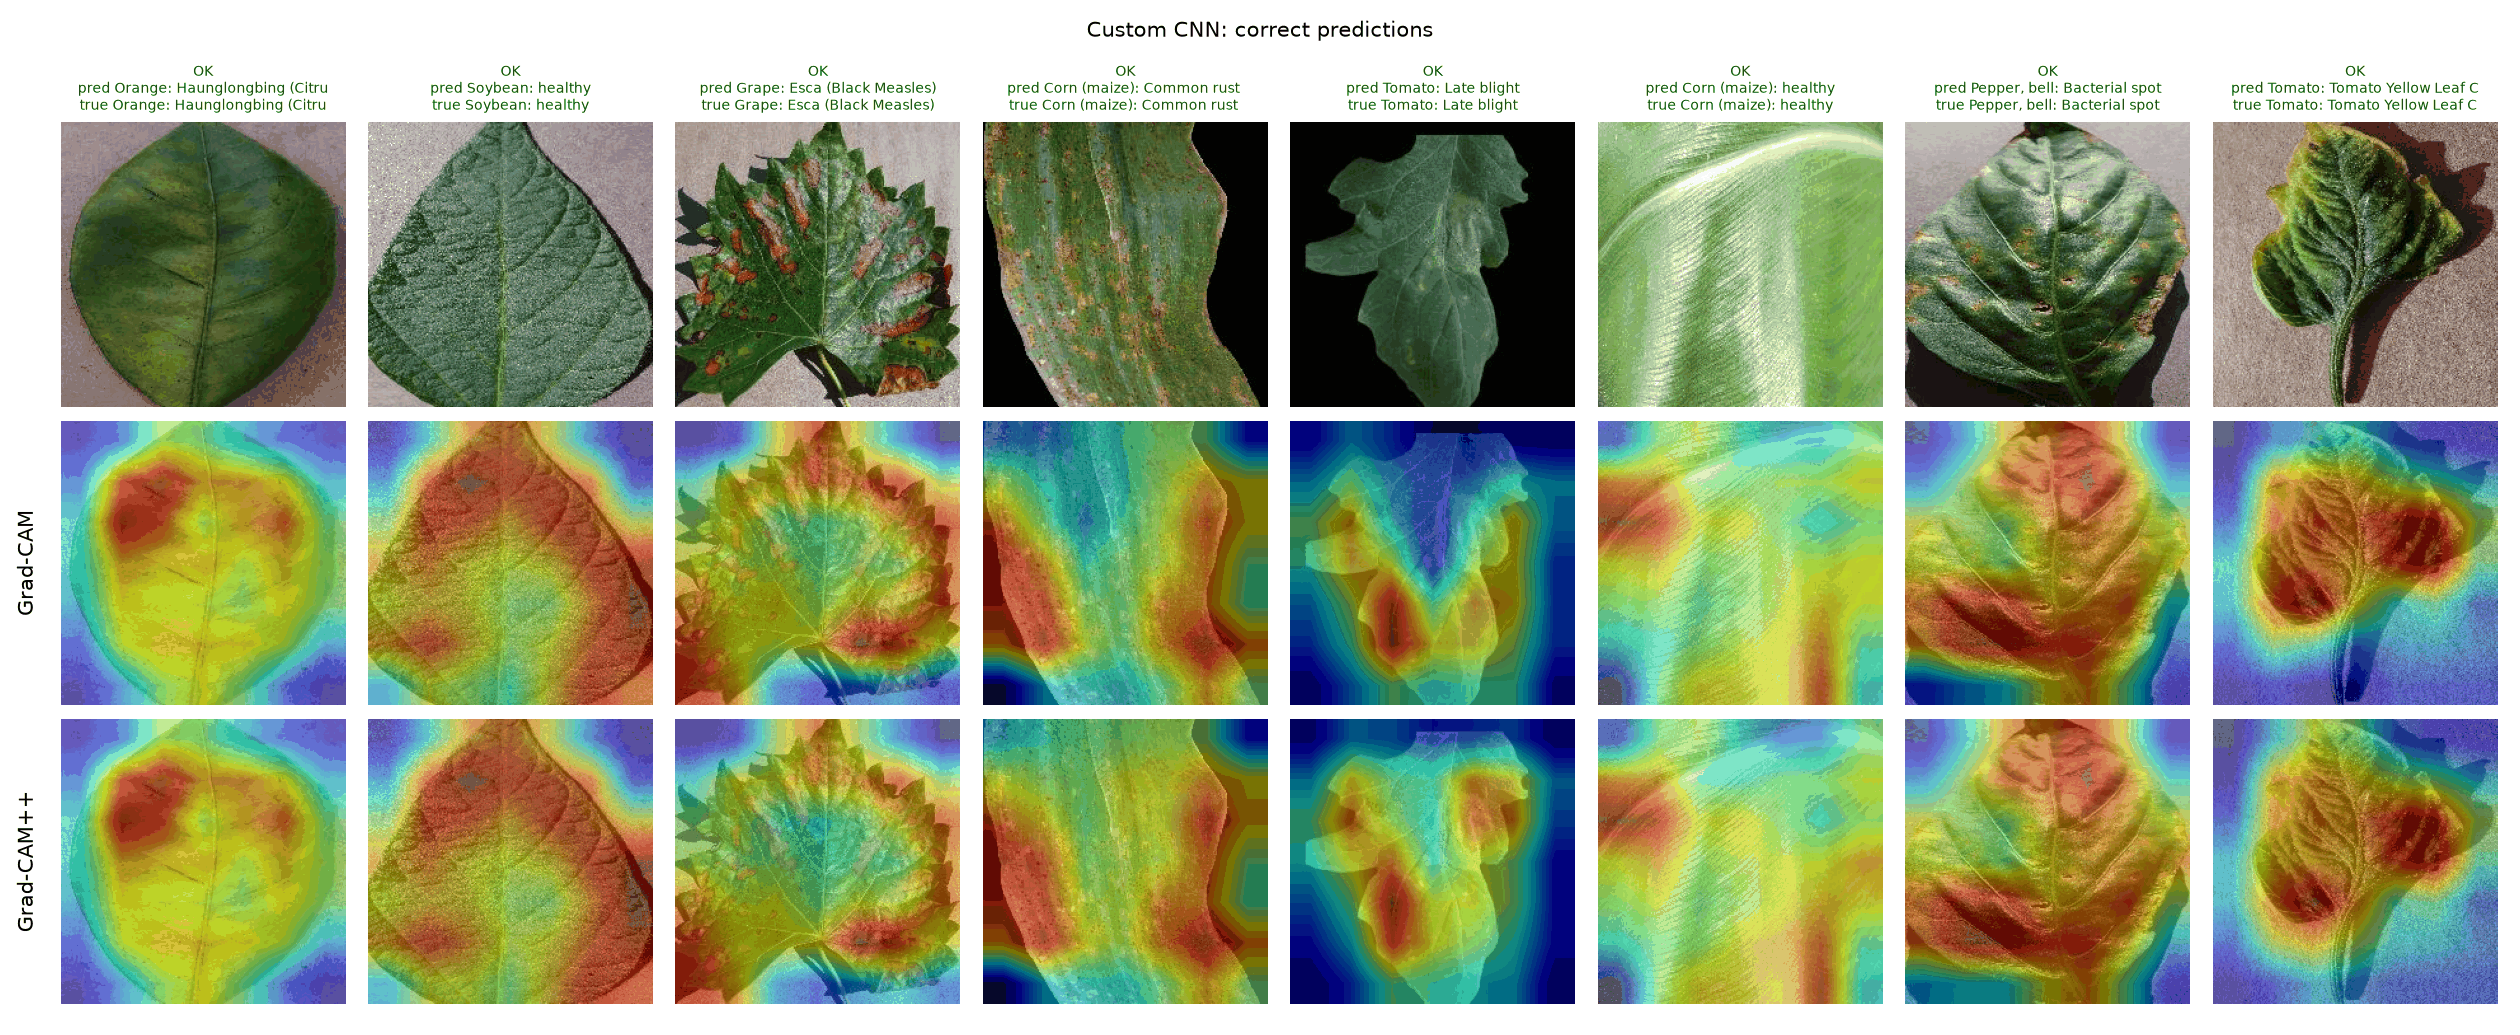 Custom CNN: correct predictions
OK
pred Orange: Haunglongbing (Citru
true Orange: Haunglongbing (Citru
OK
pred Soybean: healthy
true Soybean: healthy
OK
pred Grape: Esca (Black Measles)
true Grape: Esca (Black Measles)
OK
pred Corn (maize): Common rust
true Corn (maize): Common rust
OK
pred Tomato: Late blight
true Tomato: Late blight
OK
pred Corn (maize): healthy
true Corn (maize): healthy
OK
pred Pepper, bell: Bacterial spot
true Pepper, bell: Bacterial spot
OK
pred Tomato: Tomato Yellow Leaf C
true Tomato: Tomato Yellow Leaf C
Grad-CAM
Grad-CAM++